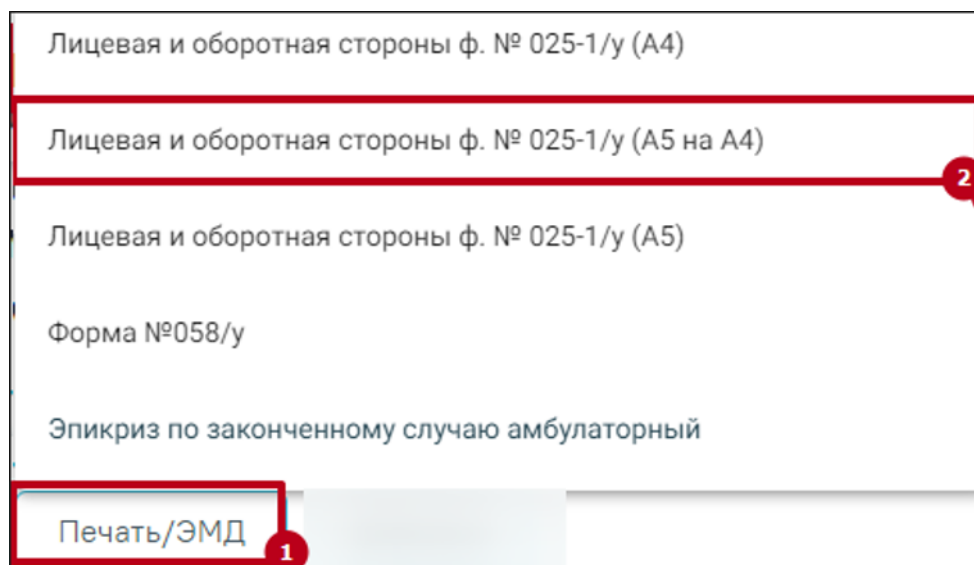 Лицевая и оборотная стороны ф. № 025-1/у (А4)
Лицевая и оборотная стороны ф. № 025-1/у (А5 на А4)
2
Лицевая и оборотная стороны ф. № 025-1/у (А5)
Форма №058/у
Эпикриз по законченному случаю амбулаторный
Печать/ЭМД
1